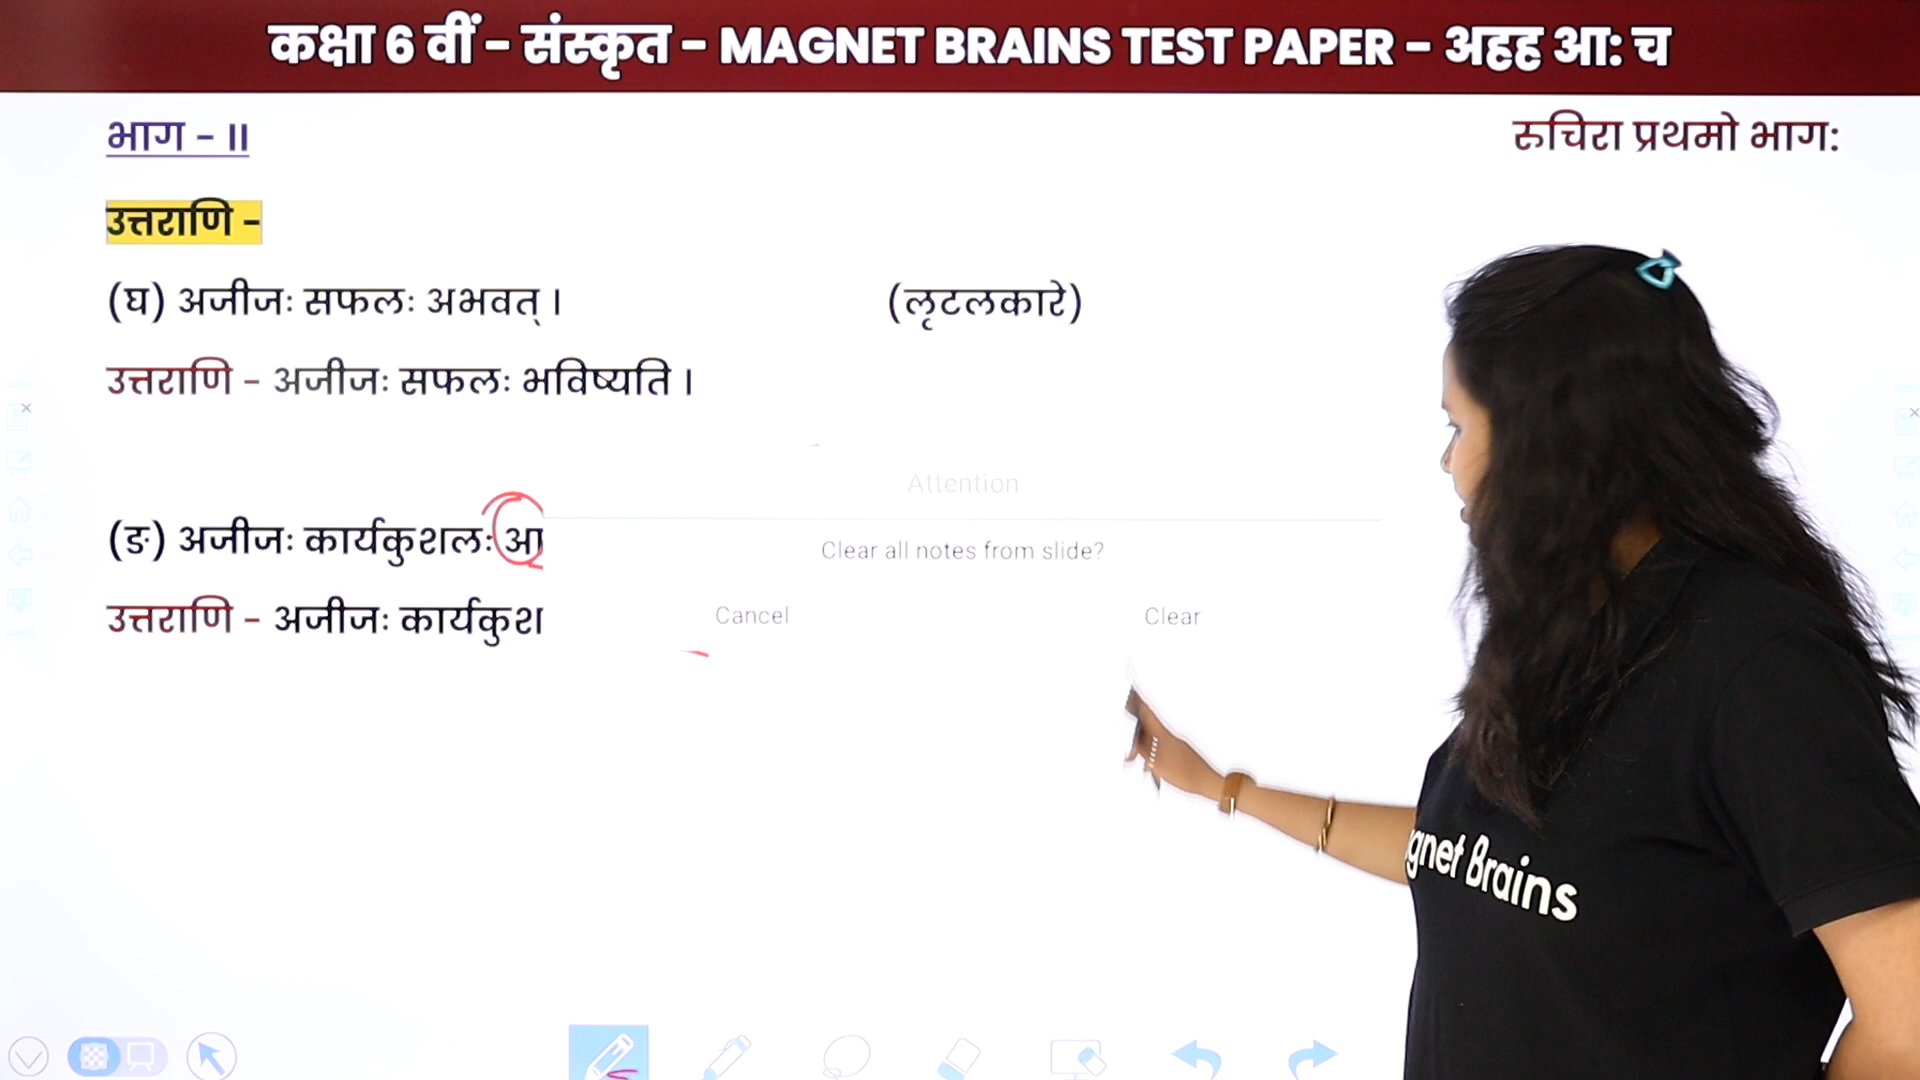 कक्षा 6 वीं - संस्कृत - MAGNET BRAINS TEST PAPER - अहह आ: च
भाग - II
रुचिरा प्रथमो भाग:
उत्तराणि -
(घ) अजीजः सफलः अभवत् । (लृटलकारे)
उत्तराणि - अजीजः सफलः भविष्यति ।
Attention
(ङ) अजीजः कार्यकुशलः आ
Clear all notes from slide?
उत्तराणि - अजीजः कार्यकुश
Cancel Clear
gnet Brains